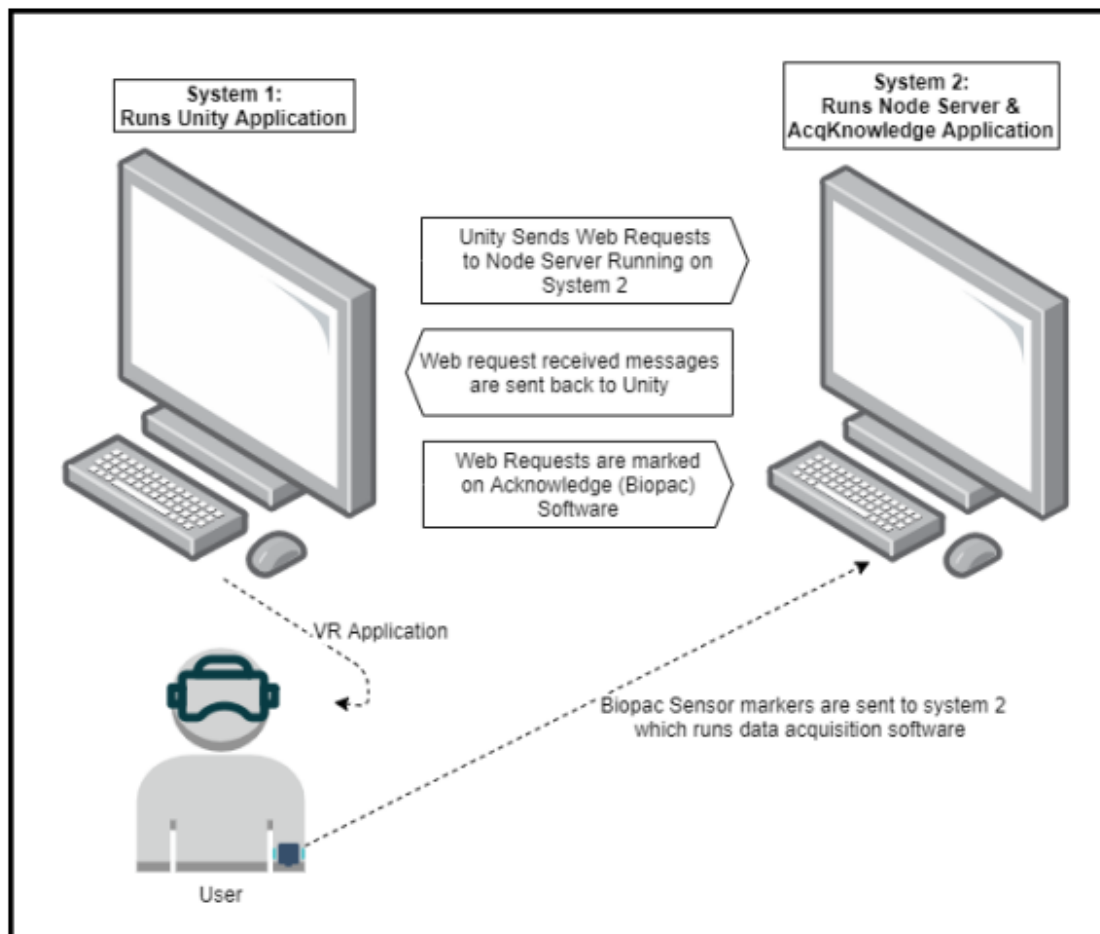 System 1:
Runs Unity Application
System 2:
Runs Node Server &
AcqKnowledge Application
Unity Sends Web Requests
to Node Server Running on
System 2
Web request received messages
are sent back to Unity
Web Requests are marked
on Acknowledge (Biopac)
Software
VR Application
Biopac Sensor markers are sent to system 2
which runs data acquisition software
User